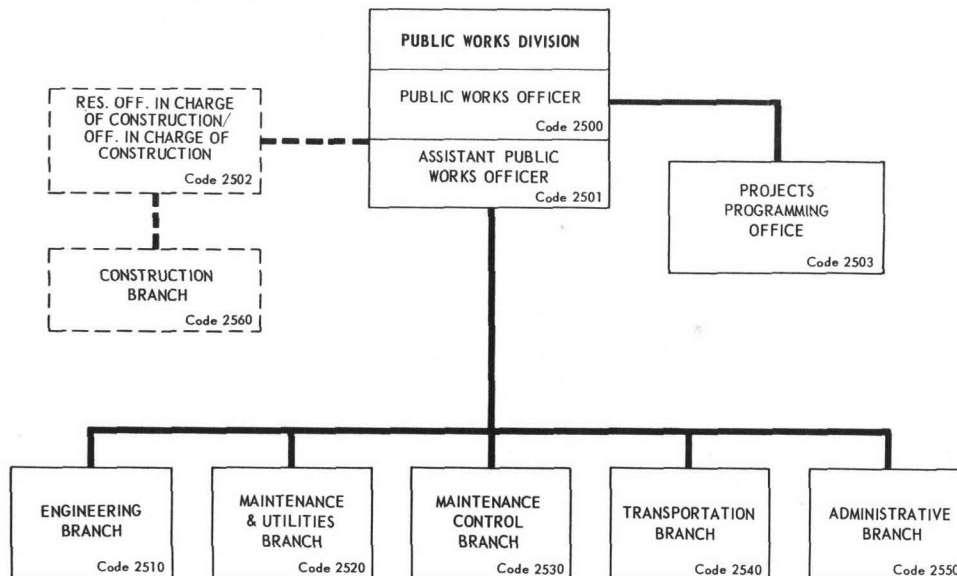 PUBLIC WORKS DIVISION
PUBLIC WORKS OFFICER
Code 2500
ASSISTANT PUBLIC
WORKS OFFICER
Code 2501
RES. OFF. IN CHARGE
OF CONSTRUCTION/
OFF. IN CHARGE OF
CONSTRUCTION
Code 2502
CONSTRUCTION
BRANCH
Code 2560
PROJECTS
PROGRAMMING
OFFICE
Code 2503
ENGINEERING
BRANCH
Code 2510
MAINTENANCE
& UTILITIES
BRANCH
Code 2520
MAINTENANCE
CONTROL
BRANCH
Code 2530
TRANSPORTATION
BRANCH
Code 2540
ADMINISTRATIVE
BRANCH
Code 2550